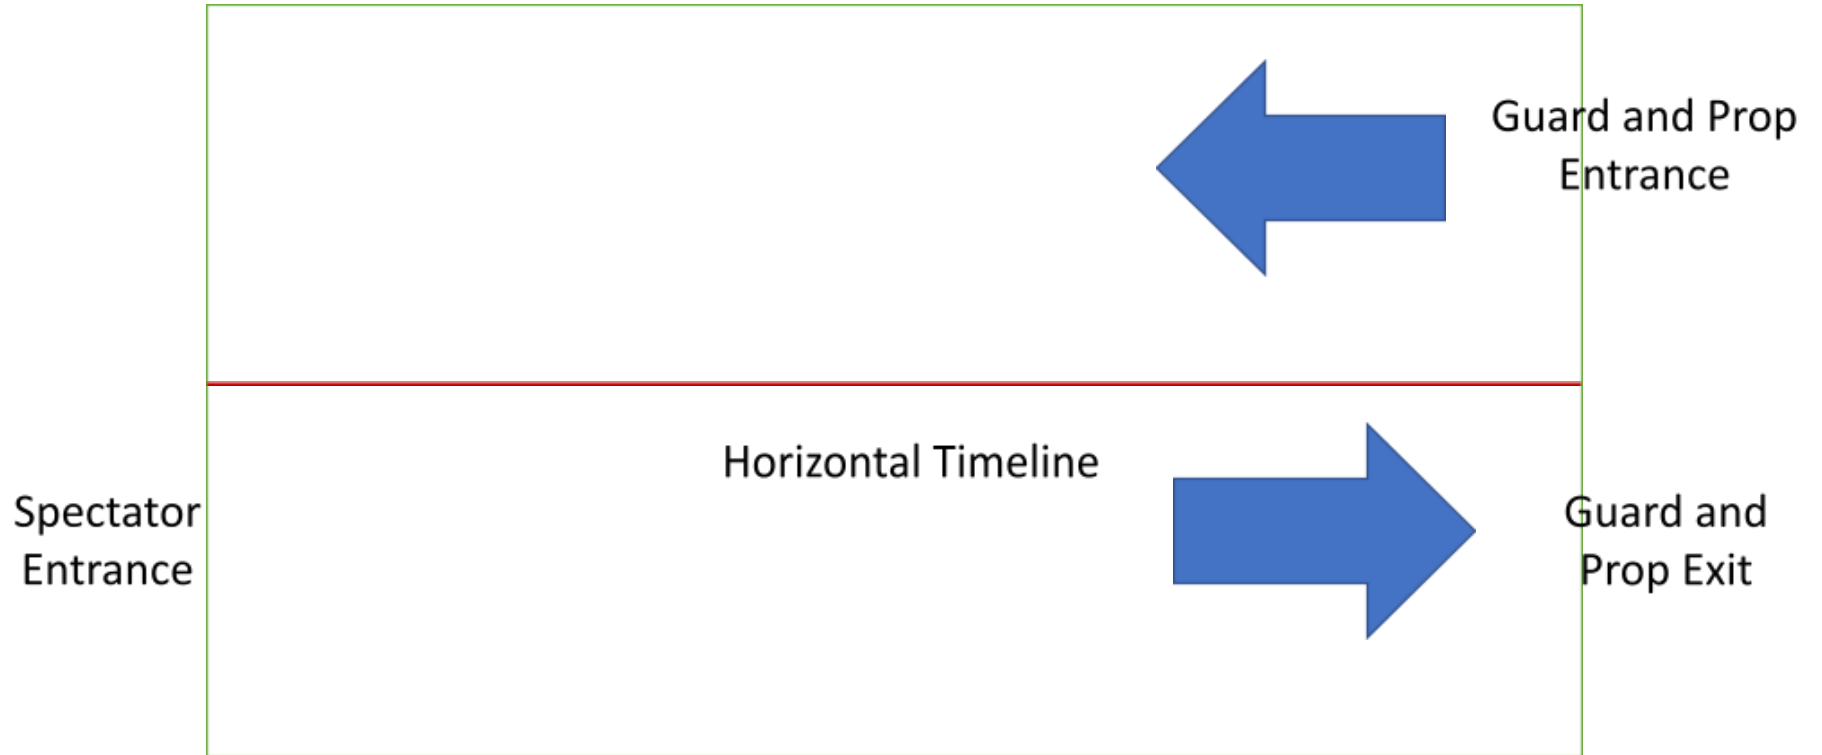 Guard and Prop
Entrance
Horizontal Timeline
Spectator
Entrance
Guard and
Prop Exit